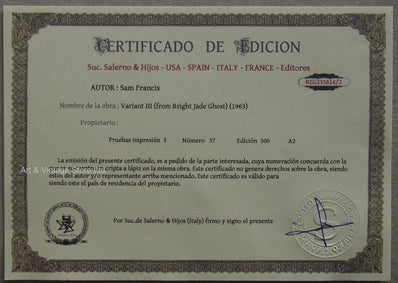 CERTIFICADO DE EDICION
Suc. Salerno & Hijos - USA - SPAIN - ITALY - FRANCE - Editores
REG235814/2
AUTOR : Sam Francis
Nombre de la obra : Variant III (from Bright Jade Ghost) (1963)
Propietario :
Pruebas impresión 3 Número 37 Edición 300 A2
La emisión del presente certificado, es a pedido de la parte interesada, cuya numeración concuerda con la
inscripta a lápiz en la misma obra. Este certificado no genera derechos sobre la obra, siendo
estos del autor y/o representante arriba mencionado. Este certificado es válido para
siendo este el país de residencia del propietario.
Art &
Por Suc.de Salerno & Hijos (Italy) firmo y signo el presente